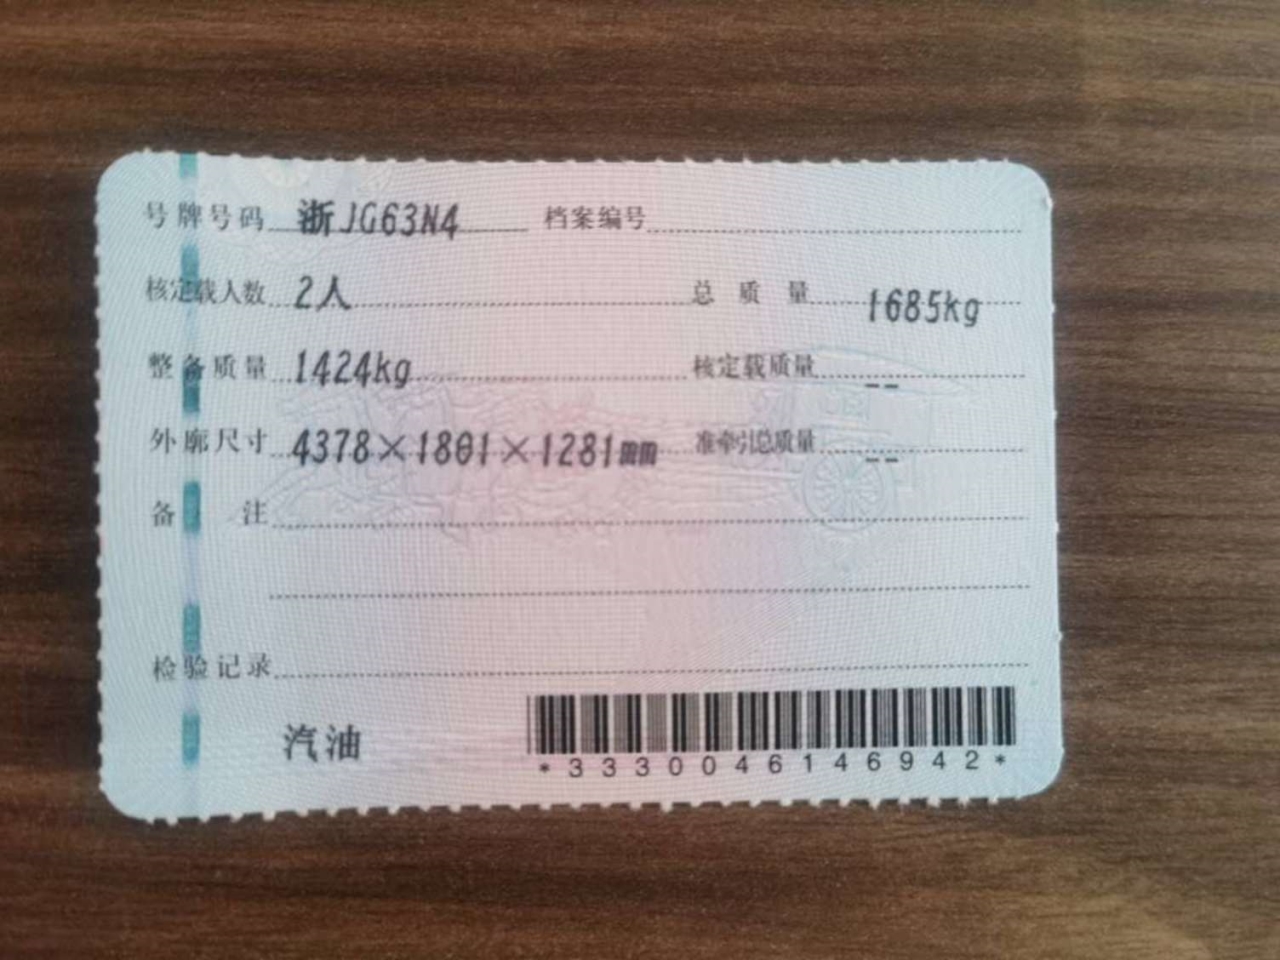 号牌号码 浙JG63N4 档案编号
核定载人数 2人 总质量 1685kg
整备质量 1424kg 核定载质量 --
外廓尺寸 4378×1801×1281mm 准牵引总质量 --
备注
检验记录
汽油
*3330046146942*